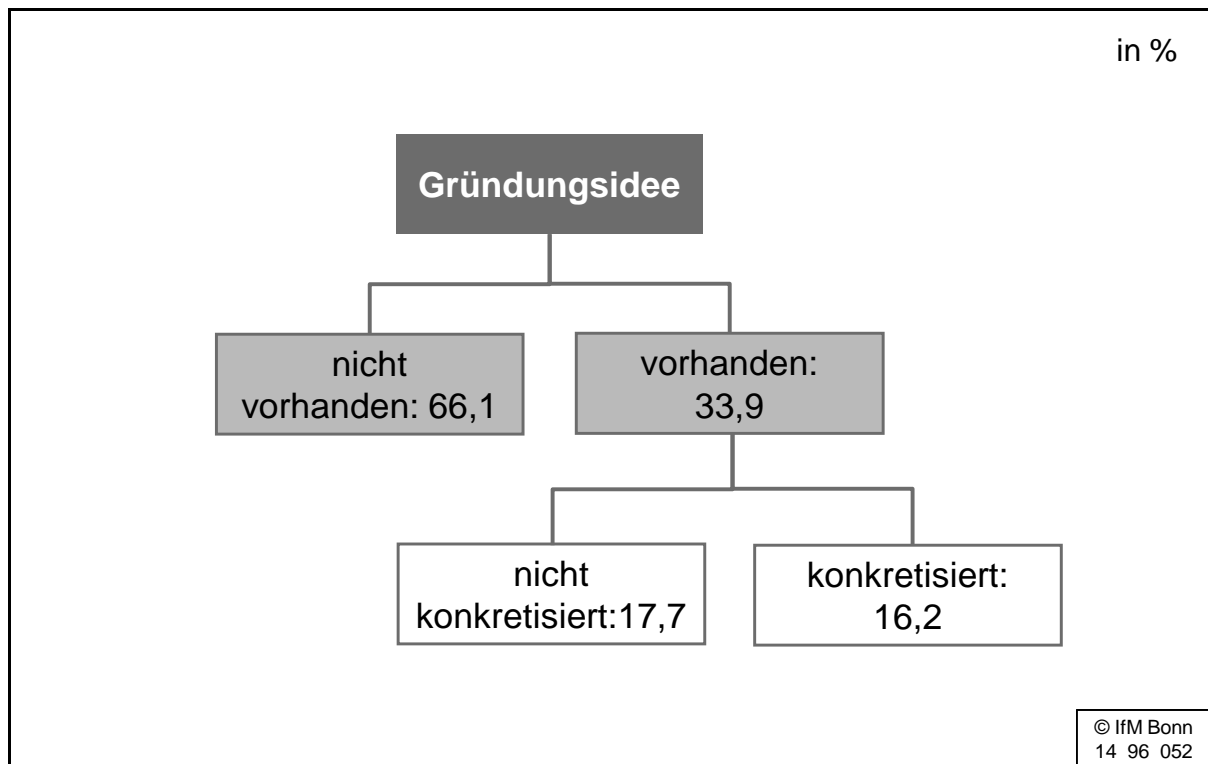 in %
Gründungsidee
nicht
vorhanden: 66,1
vorhanden:
33,9
nicht
konkretisiert:17,7
konkretisiert:
16,2
© IfM Bonn
14 96 052